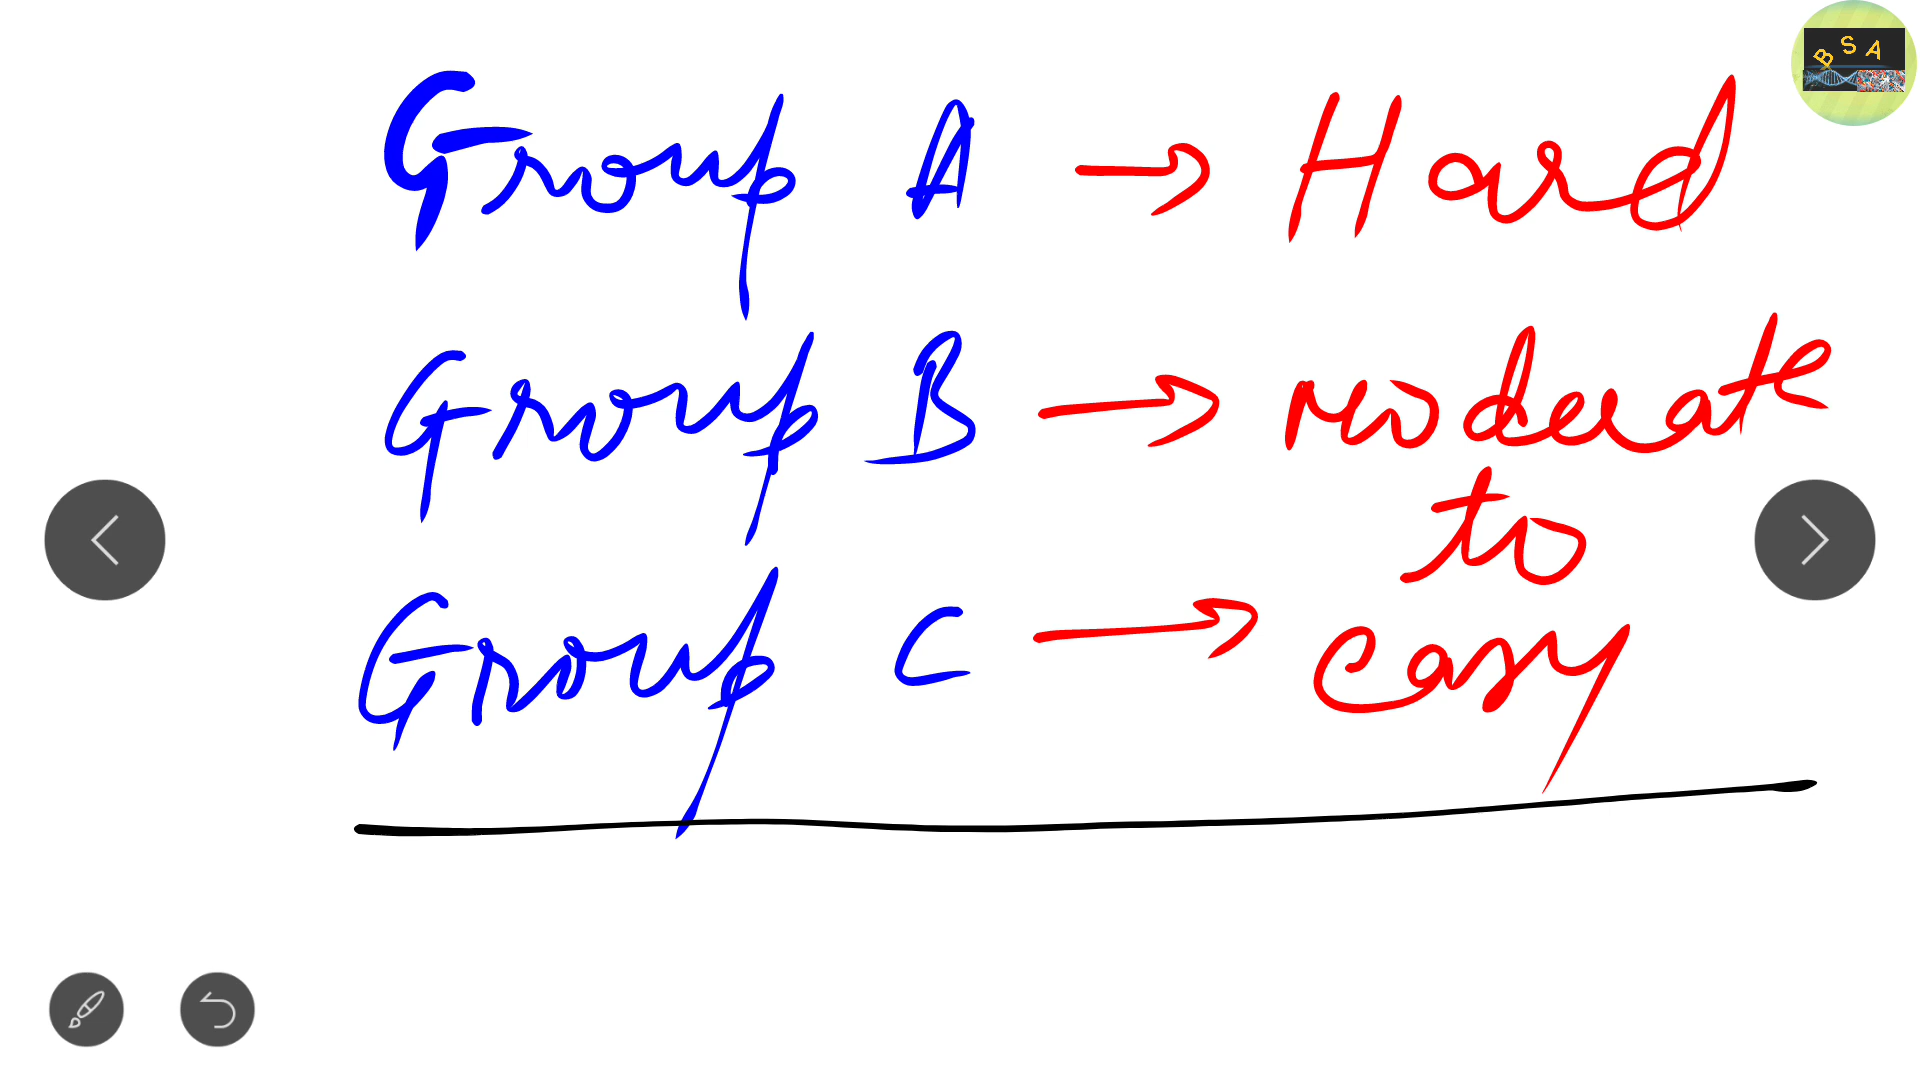 BSA
Group A → Hard
Group B → moderate
to
Group C → easy